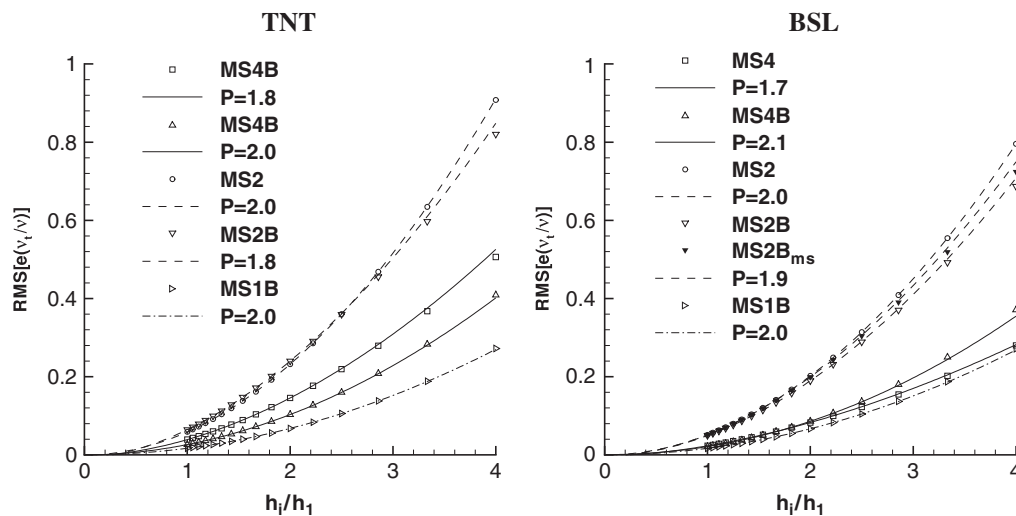 TNT
1
0.8
0.6
0.4
0.2
0
RMS[e(νt/ν)]
MS4B
P=1.8
MS4B
P=2.0
MS2
P=2.0
MS2B
P=1.8
MS1B
P=2.0
0 1 2 3 4
hi/h1
BSL
1
0.8
0.6
0.4
0.2
0
RMS[e(νt/ν)]
MS4
P=1.7
MS4B
P=2.1
MS2
P=2.0
MS2B
MS2Bms
P=1.9
MS1B
P=2.0
0 1 2 3 4
hi/h1